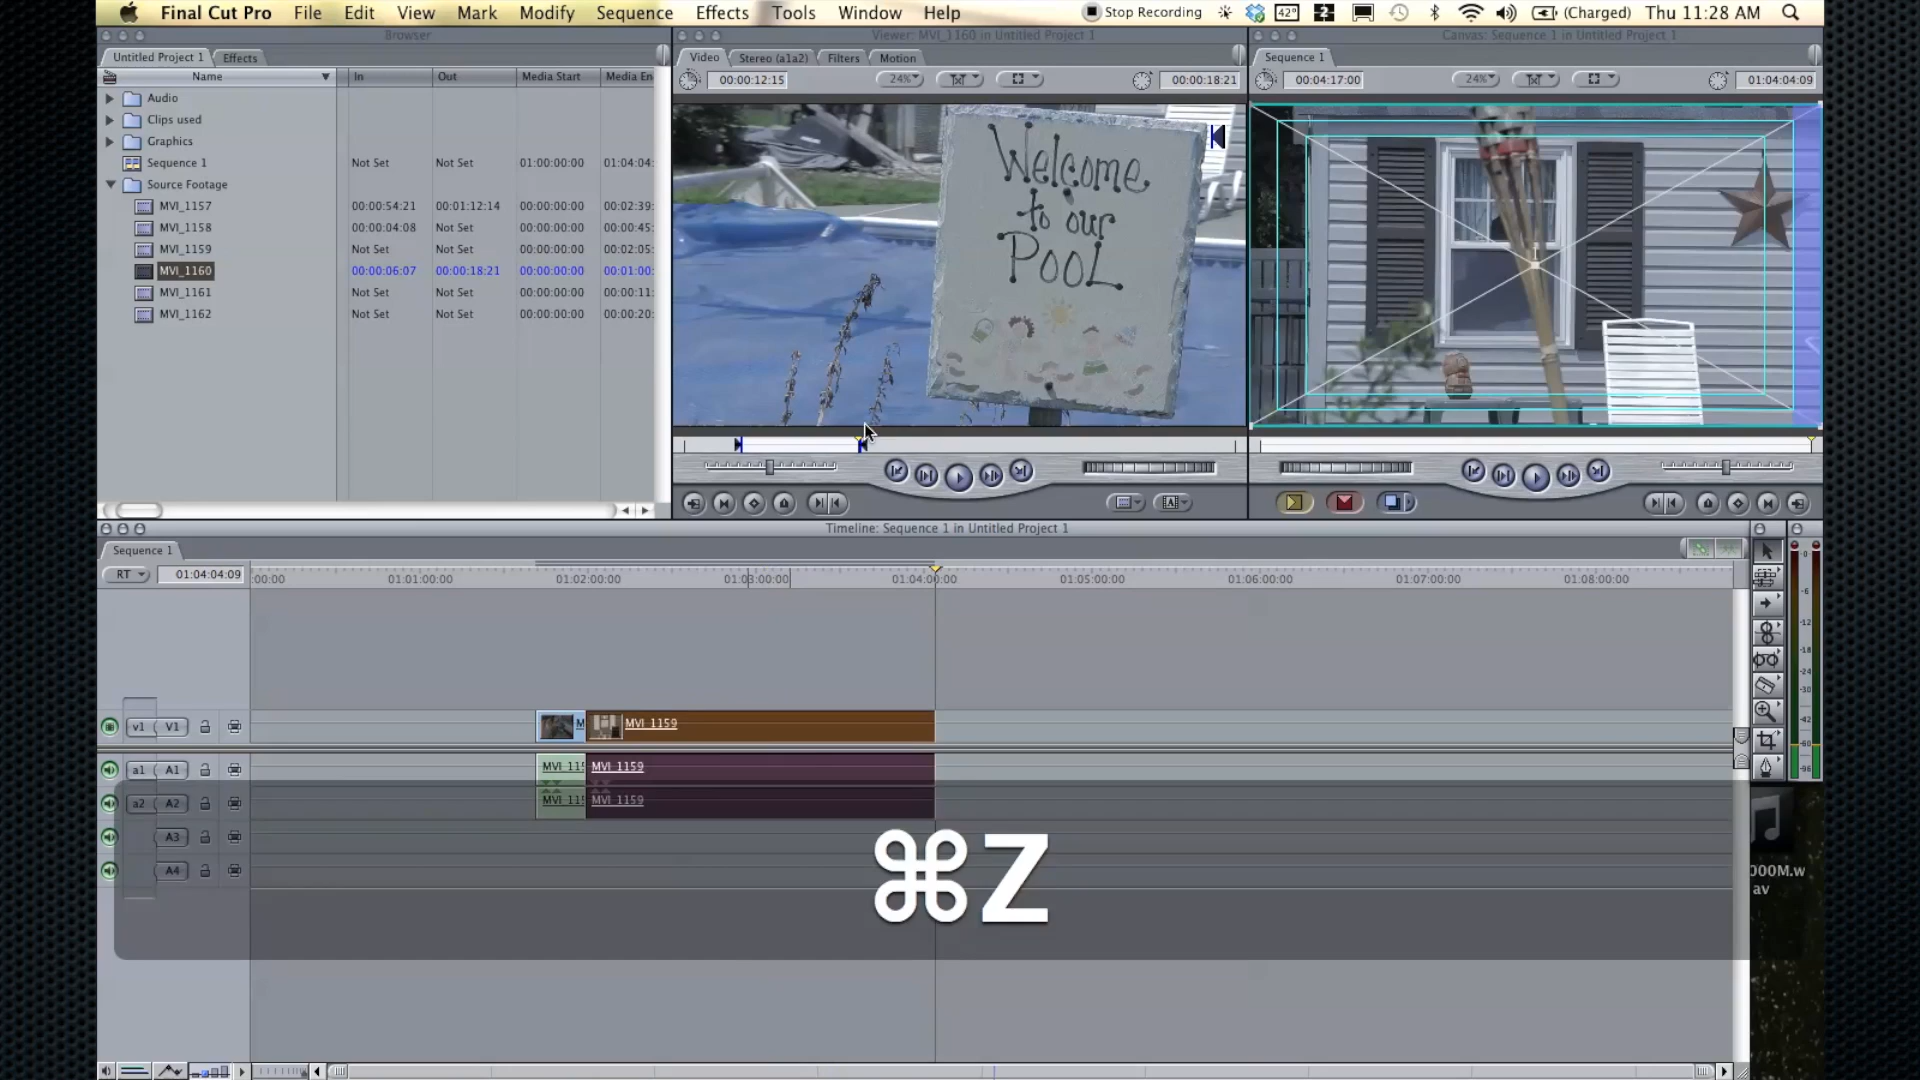 Final Cut Pro File Edit View Mark Modify Sequence Effects Tools Window Help Stop Recording 42° 2 (Charged) Thu 11:28 AM
Browser
Viewer: MVI_1160 in Untitled Project 1
Canvas: Sequence 1 in Untitled Project 1
Untitled Project 1 Effects
Video Stereo (a1a2) Filters Motion
Sequence 1
Name In Out Media Start Media En
00:00:12:15 24% 00:00:18:21
00:04:17:00 24% 01:04:04:09
Audio
Clips used
Graphics
Sequence 1 Not Set Not Set 01:00:00:00 01:04:04:
Source Footage
MVI_1157 00:00:54:21 00:01:12:14 00:00:00:00 00:02:39:
MVI_1158 00:00:04:08 Not Set 00:00:00:00 00:00:45:
MVI_1159 Not Set Not Set 00:00:00:00 00:02:05:
MVI_1160 00:00:06:07 00:00:18:21 00:00:00:00 00:01:00:
MVI_1161 Not Set Not Set 00:00:00:00 00:00:11:
MVI_1162 Not Set Not Set 00:00:00:00 00:00:20:
Welcome
to our
POOL
Timeline: Sequence 1 in Untitled Project 1
Sequence 1
RT 01:04:04:09 :00:00 01:01:00:00 01:02:00:00 01:03:00:00 01:04:00:00 01:05:00:00 01:06:00:00 01:07:00:00 01:08:00:00
v1 V1 M MVI_1159
a1 A1 MVI_115 MVI_1159
a2 A2 MVI_115 MVI_1159
A3
A4
-0
-6
-12
-18
-24
-30
-42
-60
-96
000M.w
av
⌘Z